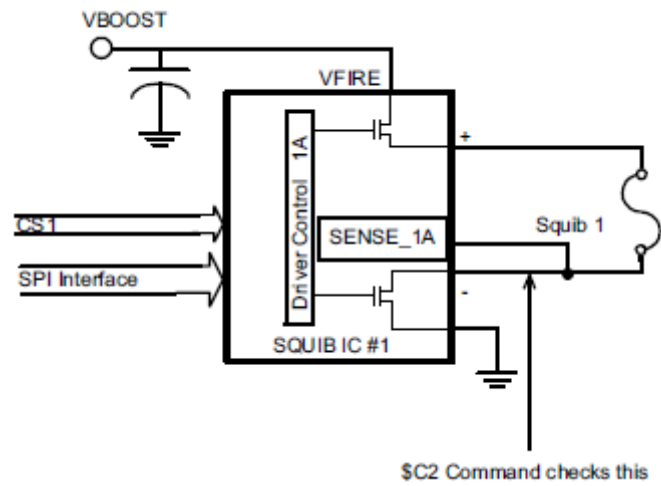 VBOOST
VFIRE
Driver Control 1A
+
CS1
SENSE_1A
Squib 1
SPI Interface
-
SQUIB IC #1
$C2 Command checks this